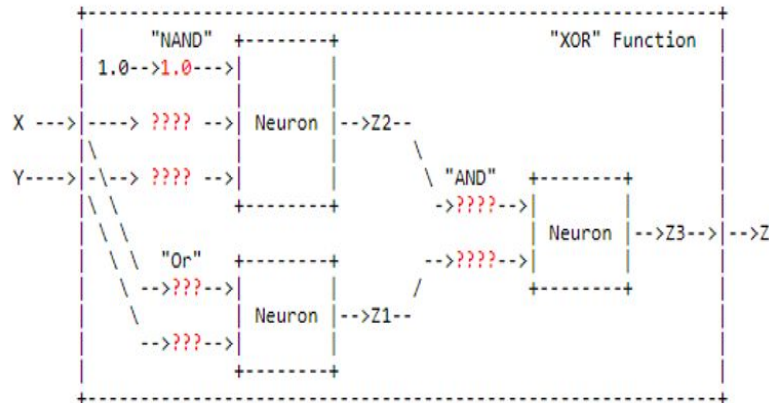 "NAND" "XOR" Function
1.0-->1.0---->
X ---> ----> ???? --> Neuron -->Z2--
Y----> ----> ???? -->
"AND"
->????-->
Neuron -->Z3--> -->Z
"Or" -->????-->
-->???--> Neuron -->Z1--
-->???-->